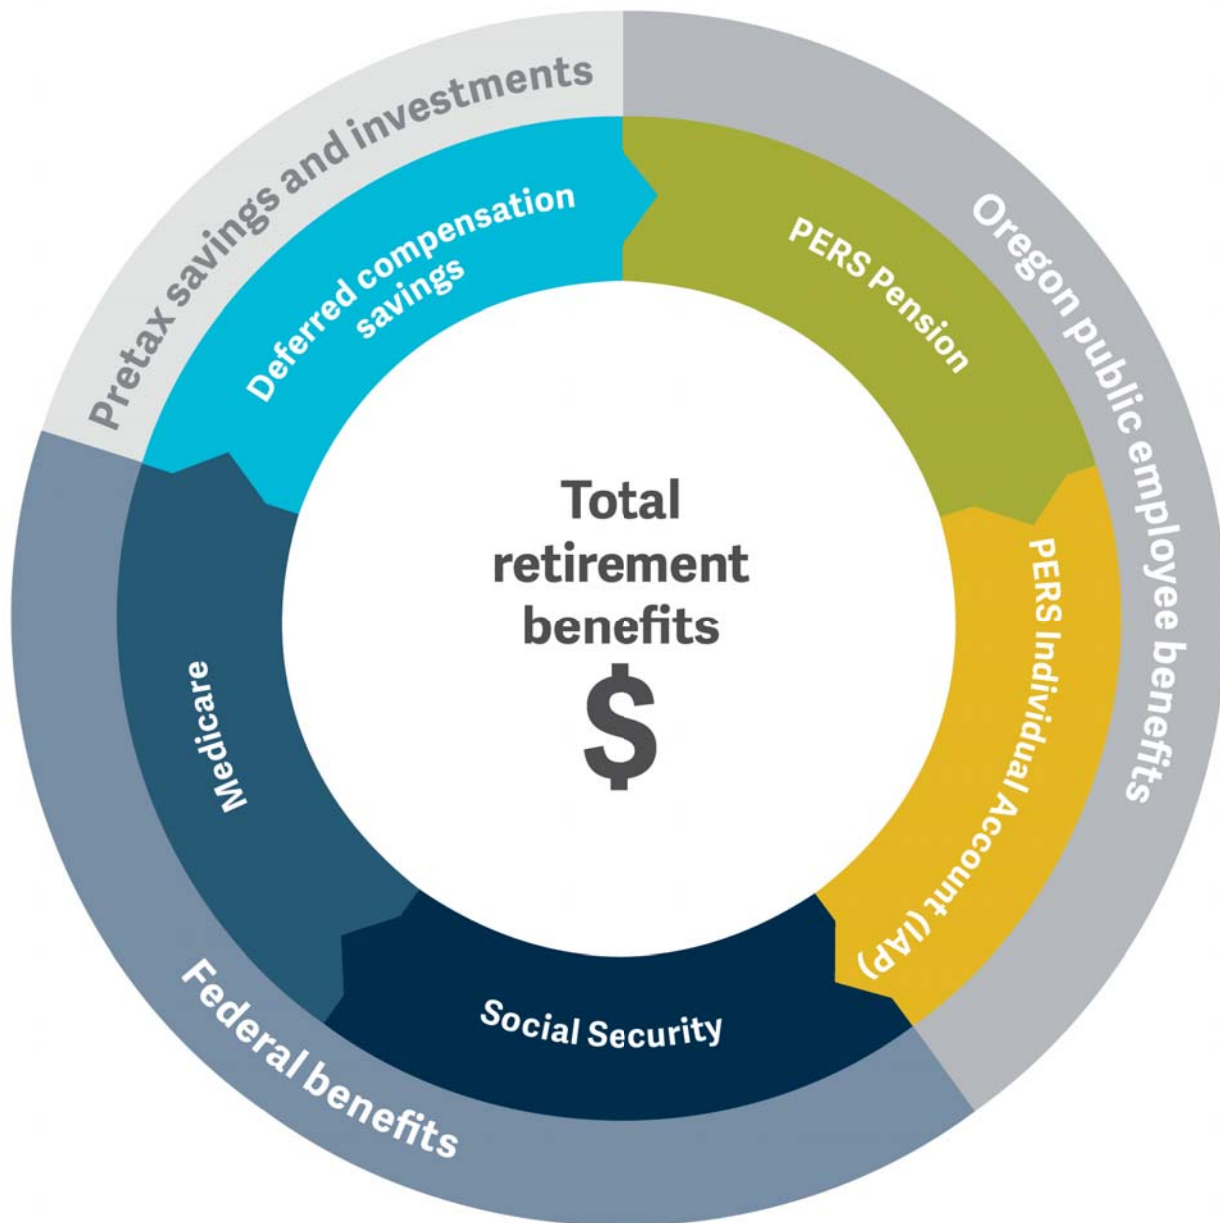 Pretax savings and investments
Oregon public employee benefits
Federal benefits
Deferred compensation
savings
PERS Pension
PERS Individual Account (IAP)
Social Security
Medicare
Total
retirement
benefits
$